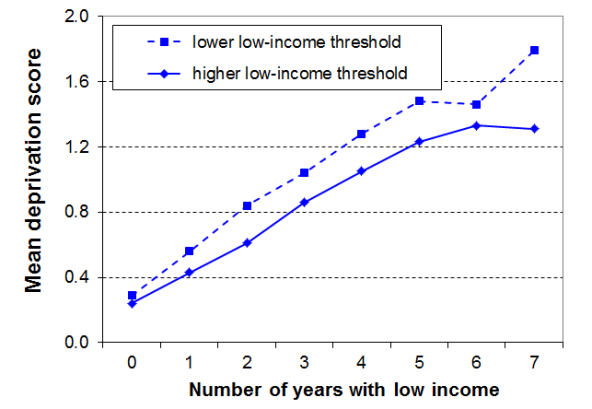 2.0
lower low-income threshold
higher low-income threshold
1.6
1.2
0.8
0.4
0.0
Mean deprivation score
0 1 2 3 4 5 6 7
Number of years with low income